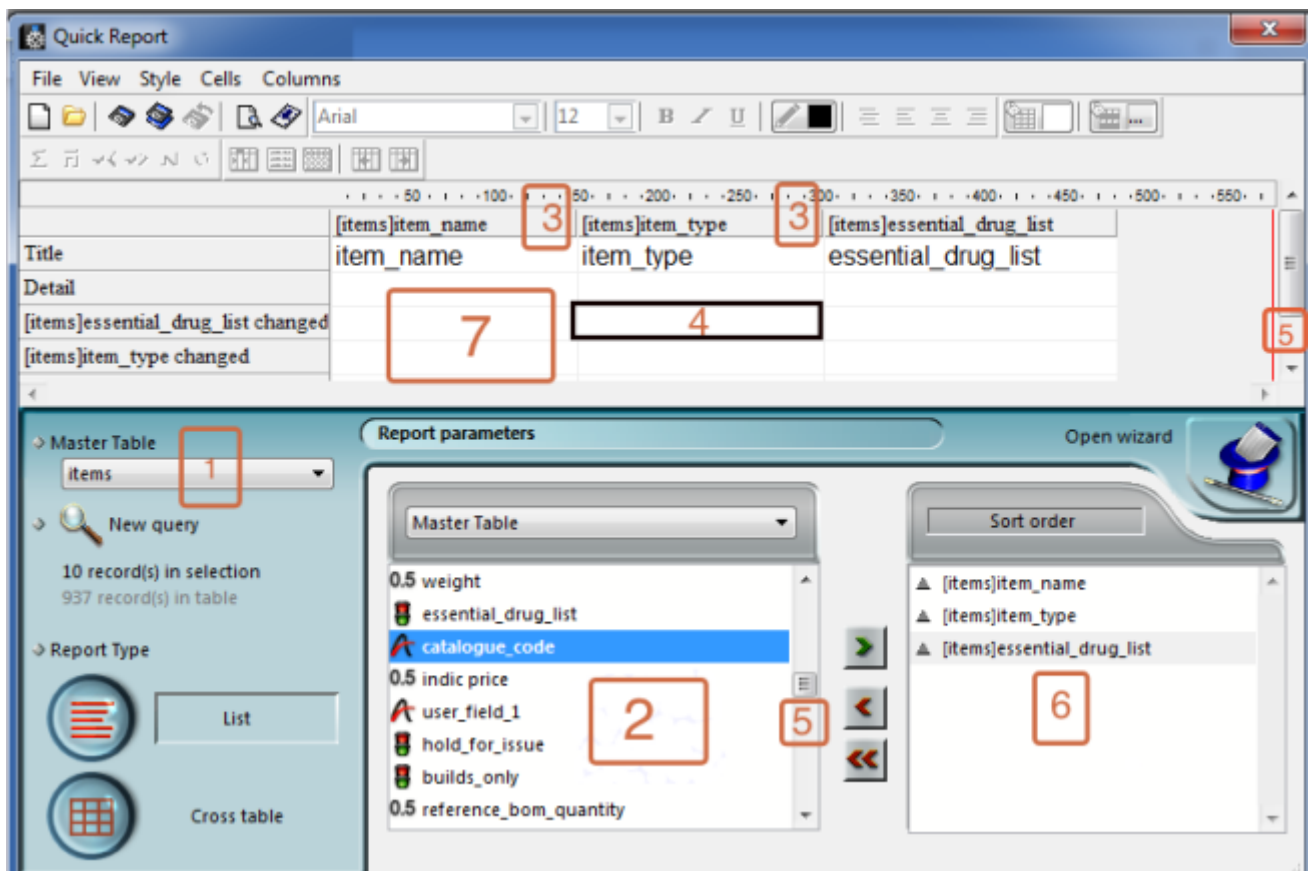 Quick Report
File View Style Cells Columns
Arial 12 B I U
50 100 50 200 250 300 350 400 450 500 550
[items]item_name 3 [items]item_type 3 [items]essential_drug_list
Title item_name item_type essential_drug_list
Detail
[items]essential_drug_list changed 7 4
5
[items]item_type changed
Master Table
items 1
New query
10 record(s) in selection
937 record(s) in table
Report Type
List
Cross table
Report parameters
Open wizard
Master Table
0.5 weight
essential_drug_list
catalogue_code
0.5 indic price
user_field_1
hold_for_issue
builds_only
0.5 reference_bom_quantity
2
5
Sort order
[items]item_name
[items]item_type
[items]essential_drug_list
6